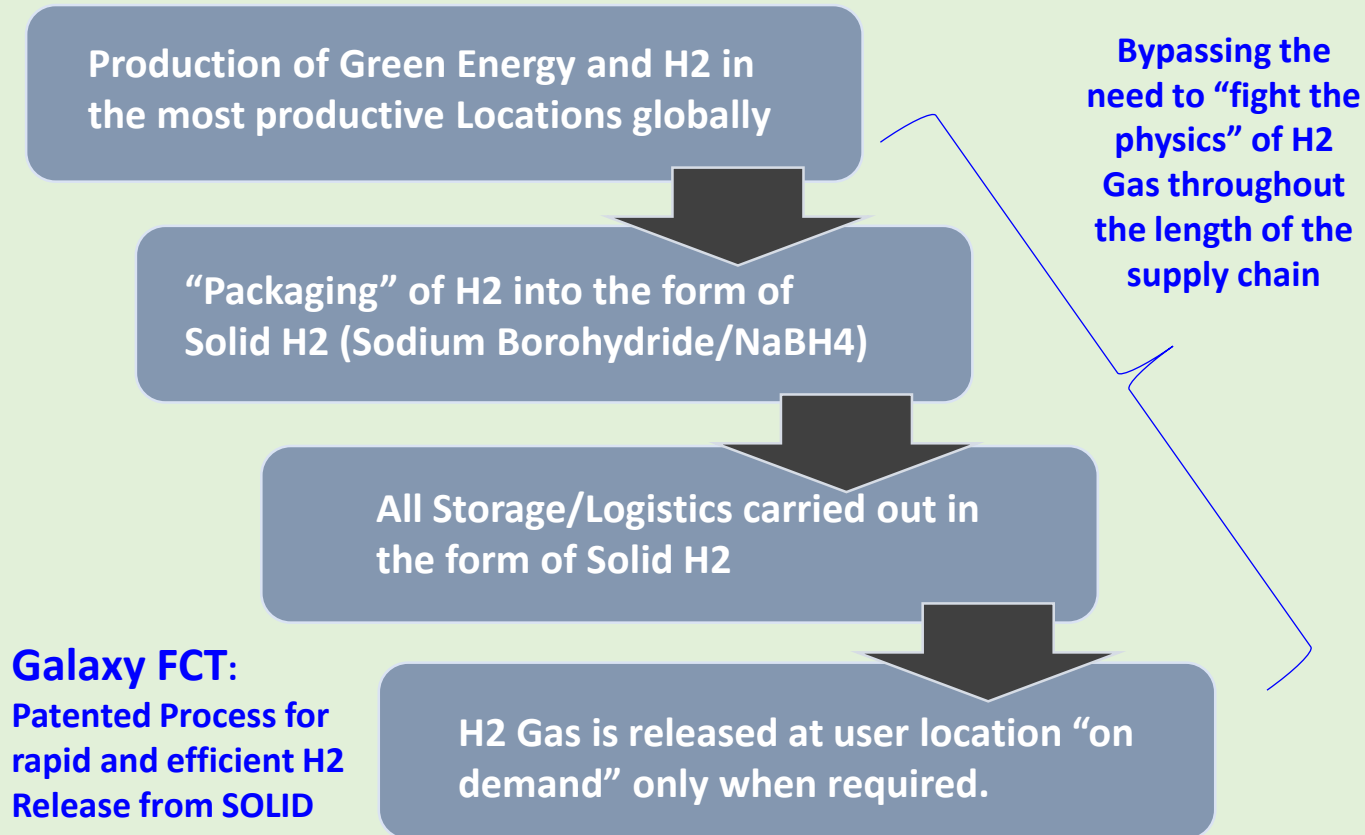 Production of Green Energy and H2 in
the most productive Locations globally
Bypassing the
need to “fight the
physics” of H2
Gas throughout
the length of the
supply chain
“Packaging” of H2 into the form of
Solid H2 (Sodium Borohydride/NaBH4)
All Storage/Logistics carried out in
the form of Solid H2
Galaxy FCT:
Patented Process for
rapid and efficient H2
Release from SOLID
H2 Gas is released at user location “on
demand” only when required.